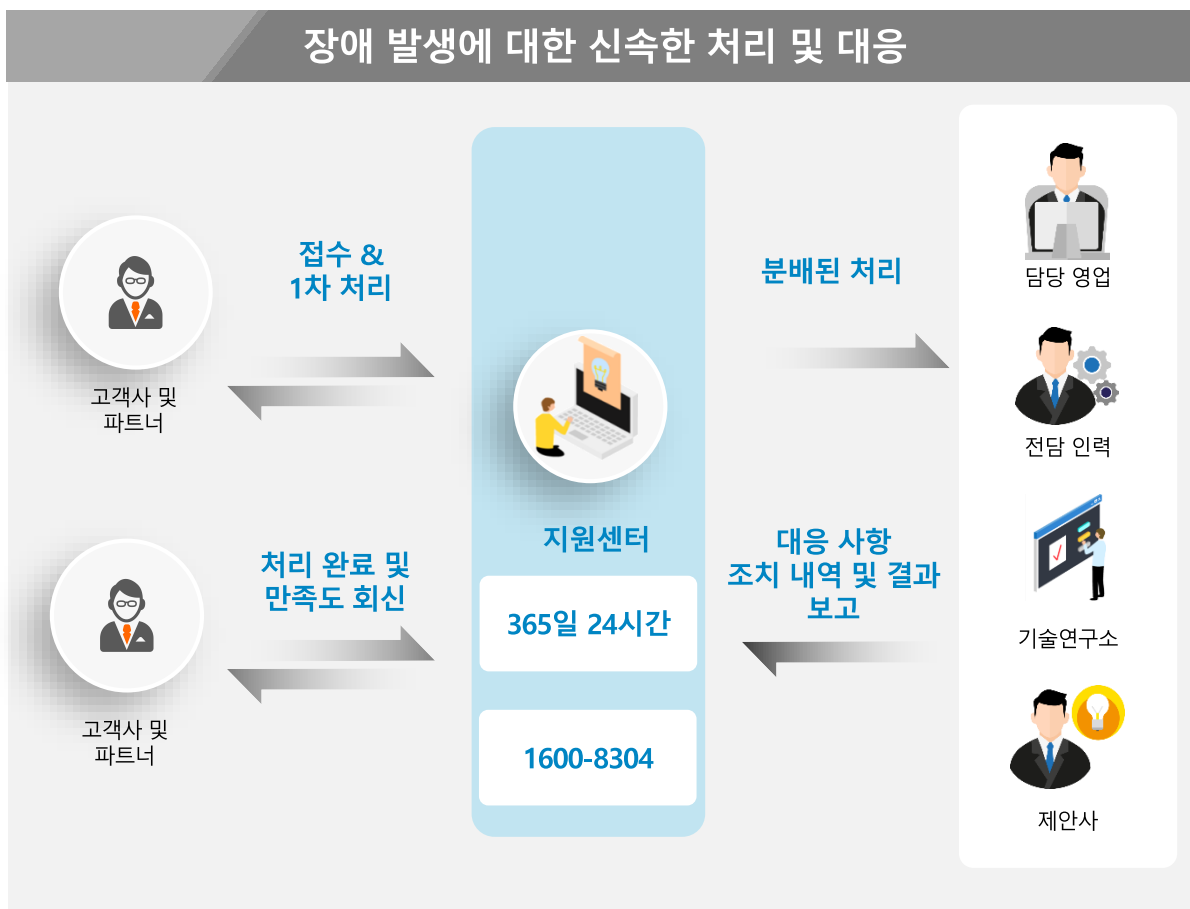 장애 발생에 대한 신속한 처리 및 대응
고객사 및
파트너
접수 &
1차 처리
분배된 처리
담당 영업
전담 인력
지원센터
365일 24시간
1600-8304
고객사 및
파트너
처리 완료 및
만족도 회신
대응 사항
조치 내역 및 결과
보고
기술연구소
제안사